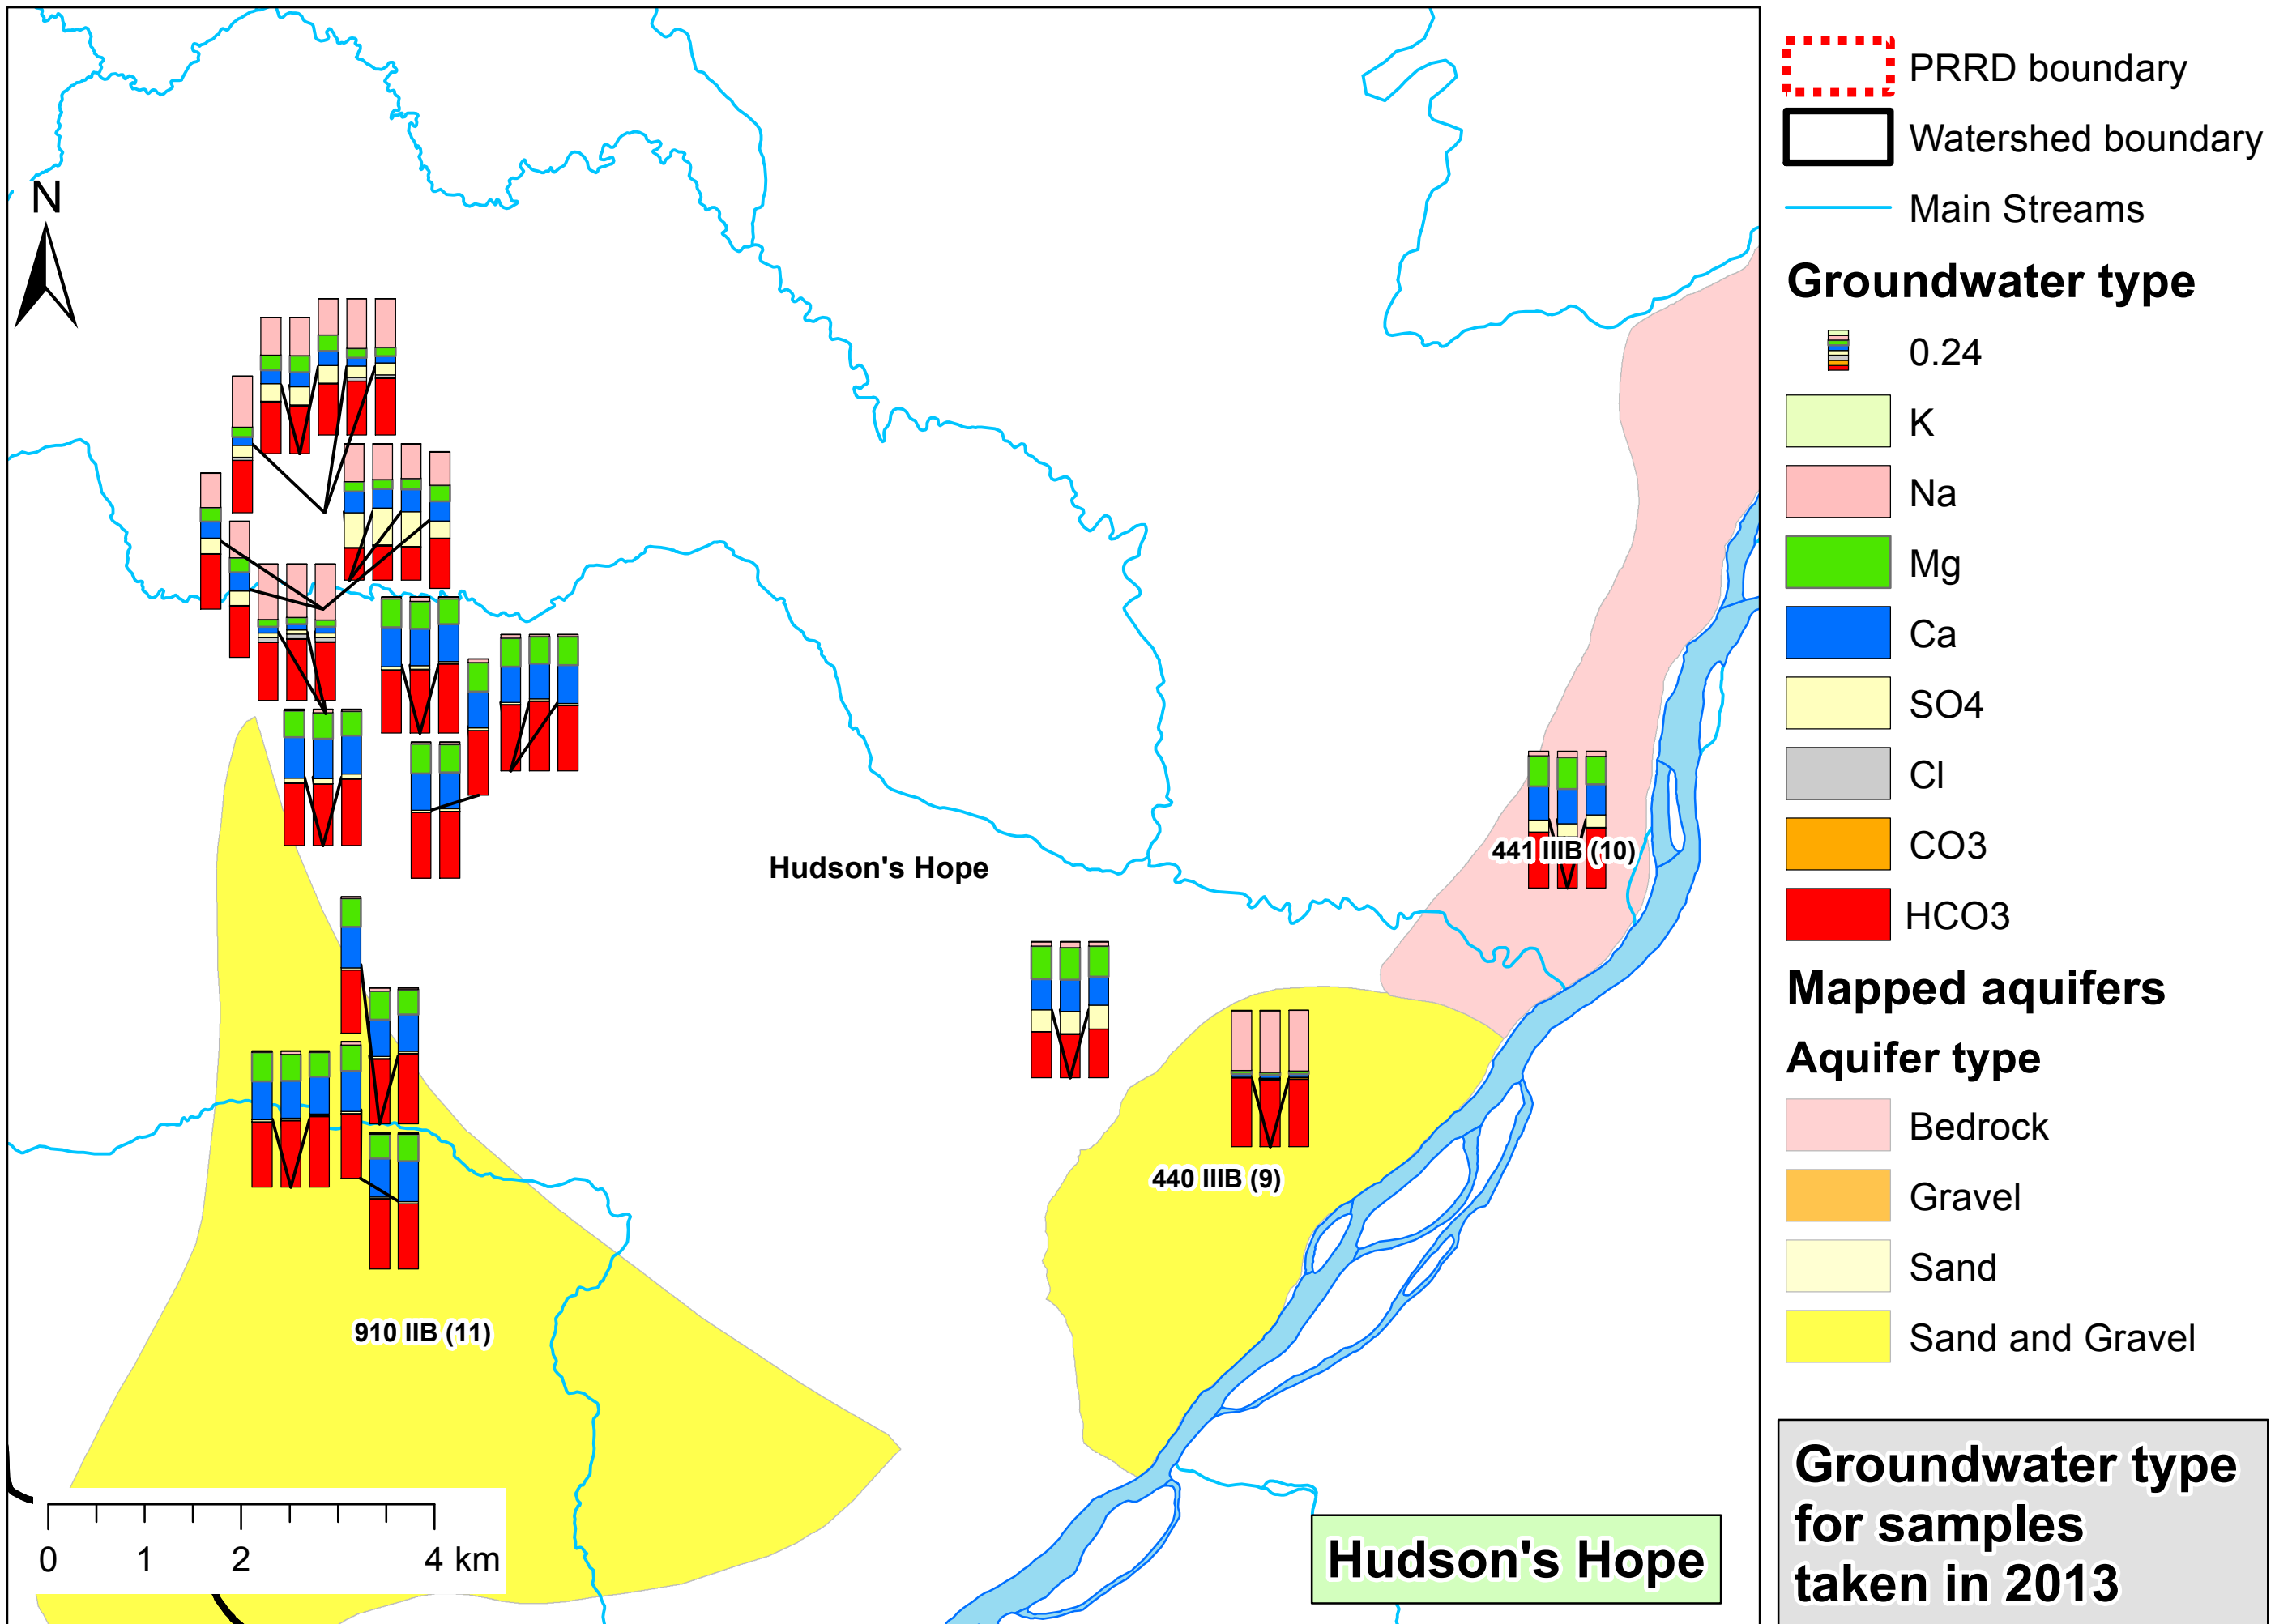 N
Hudson's Hope
441 IIIB (10)
440 IIIB (9)
910 IIB (11)
0 1 2 4 km
Hudson's Hope
PRRD boundary
Watershed boundary
Main Streams
Groundwater type
0.24
K
Na
Mg
Ca
SO4
Cl
CO3
HCO3
Mapped aquifers
Aquifer type
Bedrock
Gravel
Sand
Sand and Gravel
Groundwater type
for samples
taken in 2013